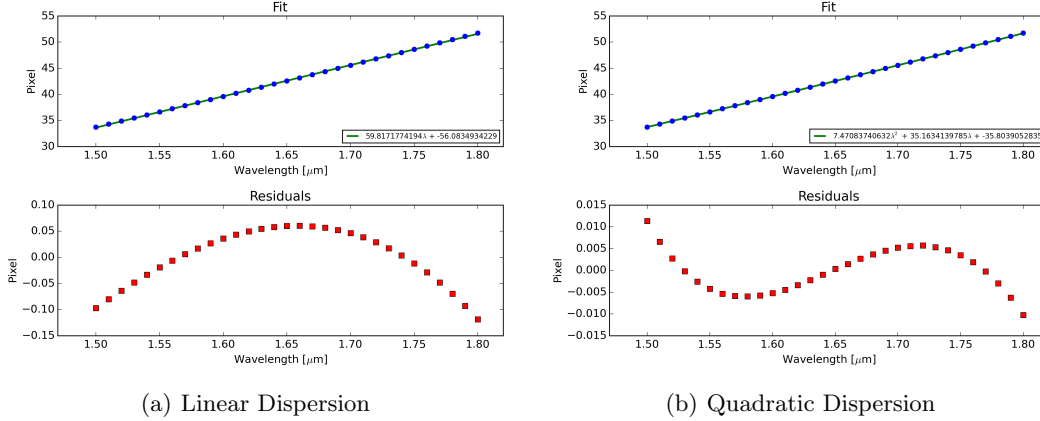 Fit
55
50
45
40
35
30
Pixel
59.8171774194λ + -56.0834934229
1.50 1.55 1.60 1.65 1.70 1.75 1.80
Wavelength [μm]
Residuals
0.10
0.05
0.00
−0.05
−0.10
−0.15
Pixel
1.50 1.55 1.60 1.65 1.70 1.75 1.80
Wavelength [μm]
(a) Linear Dispersion
Fit
55
50
45
40
35
30
Pixel
7.47083740632λ² + 35.1634139785λ + -35.8039052835
1.50 1.55 1.60 1.65 1.70 1.75 1.80
Wavelength [μm]
Residuals
0.015
0.010
0.005
0.000
−0.005
−0.010
−0.015
Pixel
1.50 1.55 1.60 1.65 1.70 1.75 1.80
Wavelength [μm]
(b) Quadratic Dispersion